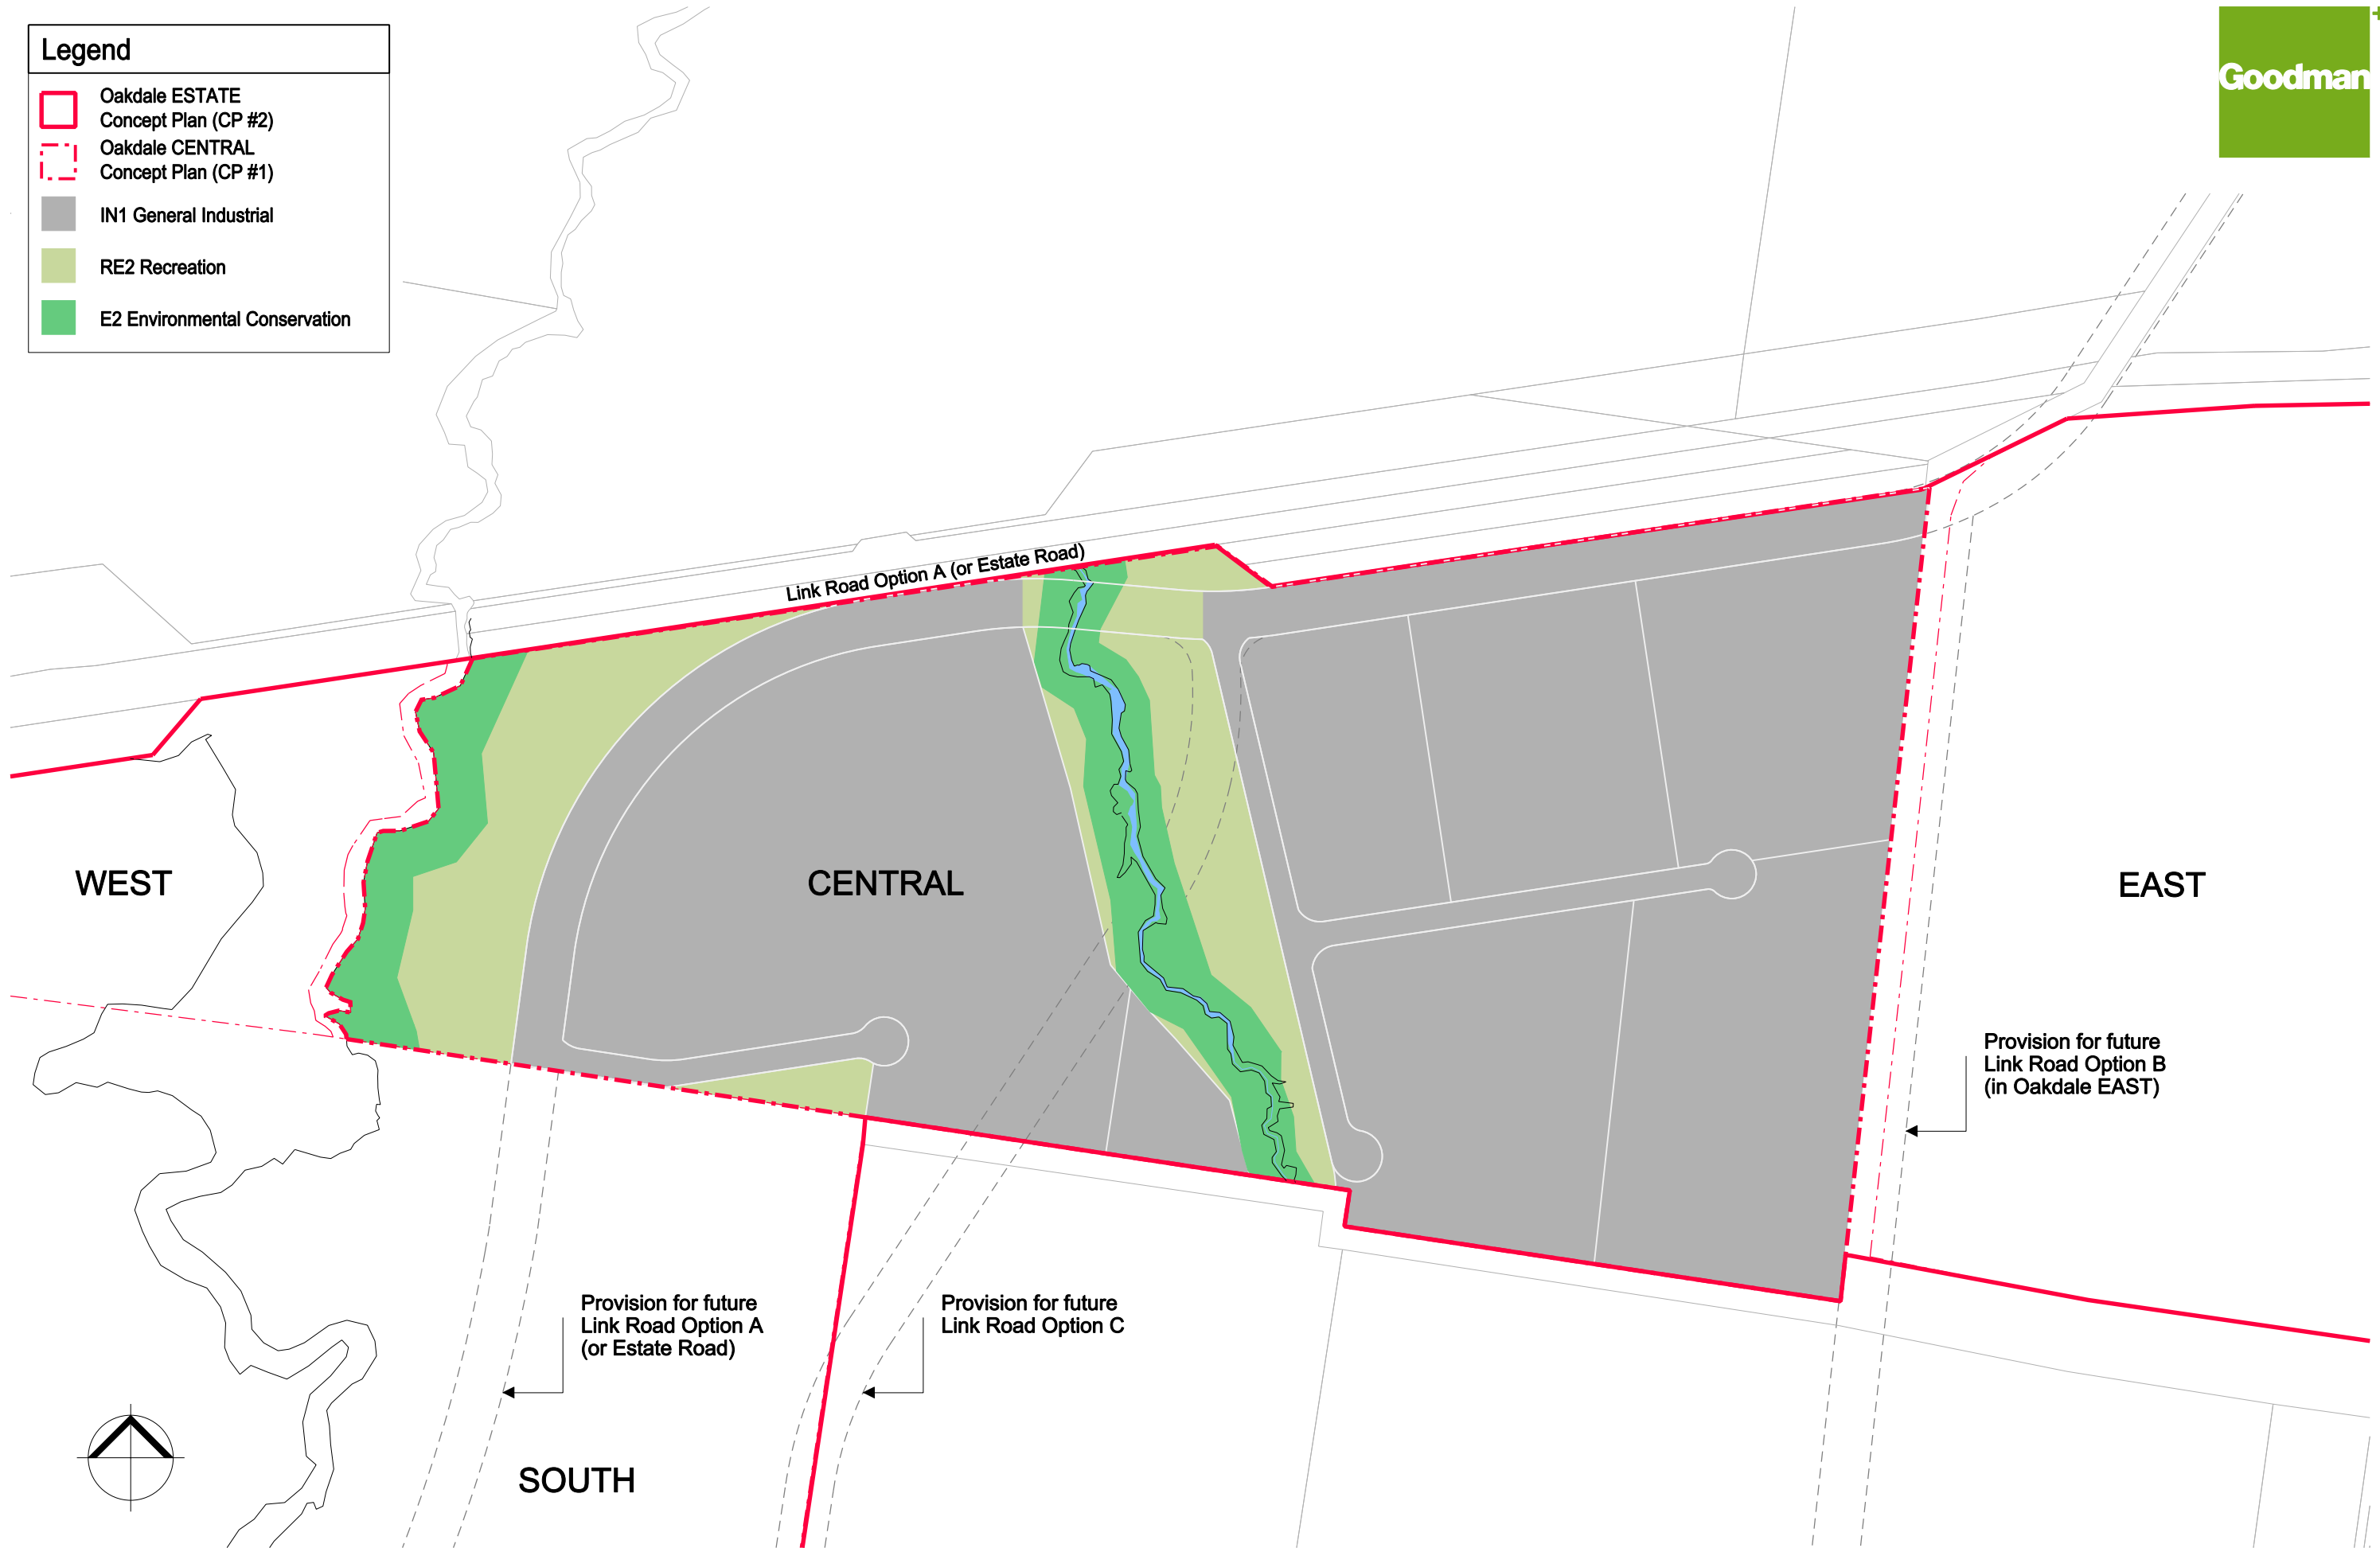 Legend
Oakdale ESTATE
Concept Plan (CP #2)
Oakdale CENTRAL
Concept Plan (CP #1)
IN1 General Industrial
RE2 Recreation
E2 Environmental Conservation
Goodman
Link Road Option A (or Estate Road)
WEST
CENTRAL
EAST
Provision for future
Link Road Option B
(in Oakdale EAST)
Provision for future
Link Road Option A
(or Estate Road)
Provision for future
Link Road Option C
SOUTH